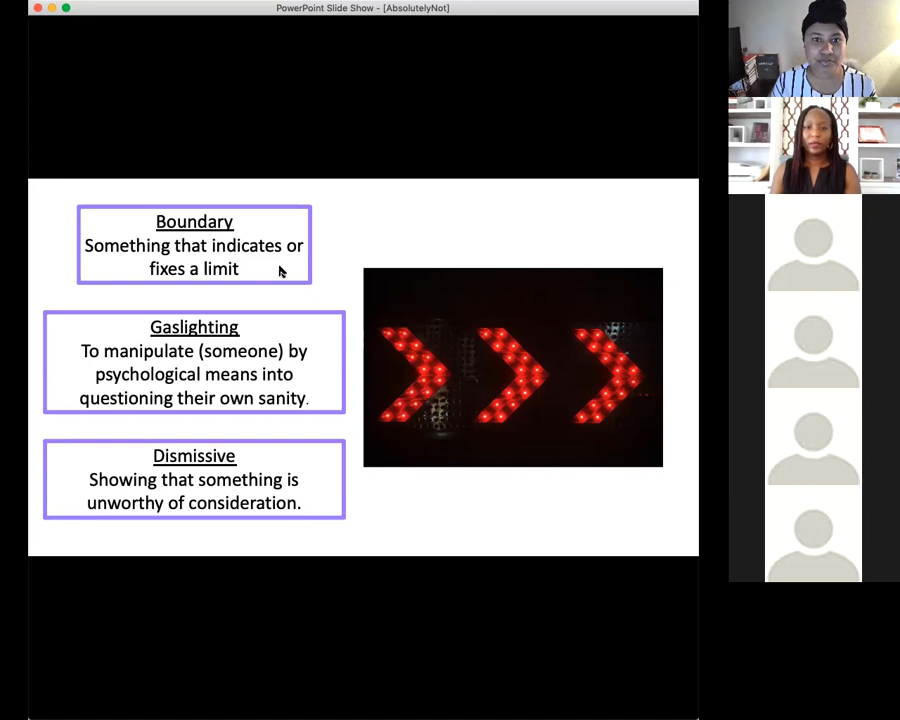 PowerPoint Slide Show - [AbsolutelyNot]
Boundary
Something that indicates or
fixes a limit
Gaslighting
To manipulate (someone) by
psychological means into
questioning their own sanity.
Dismissive
Showing that something is
unworthy of consideration.